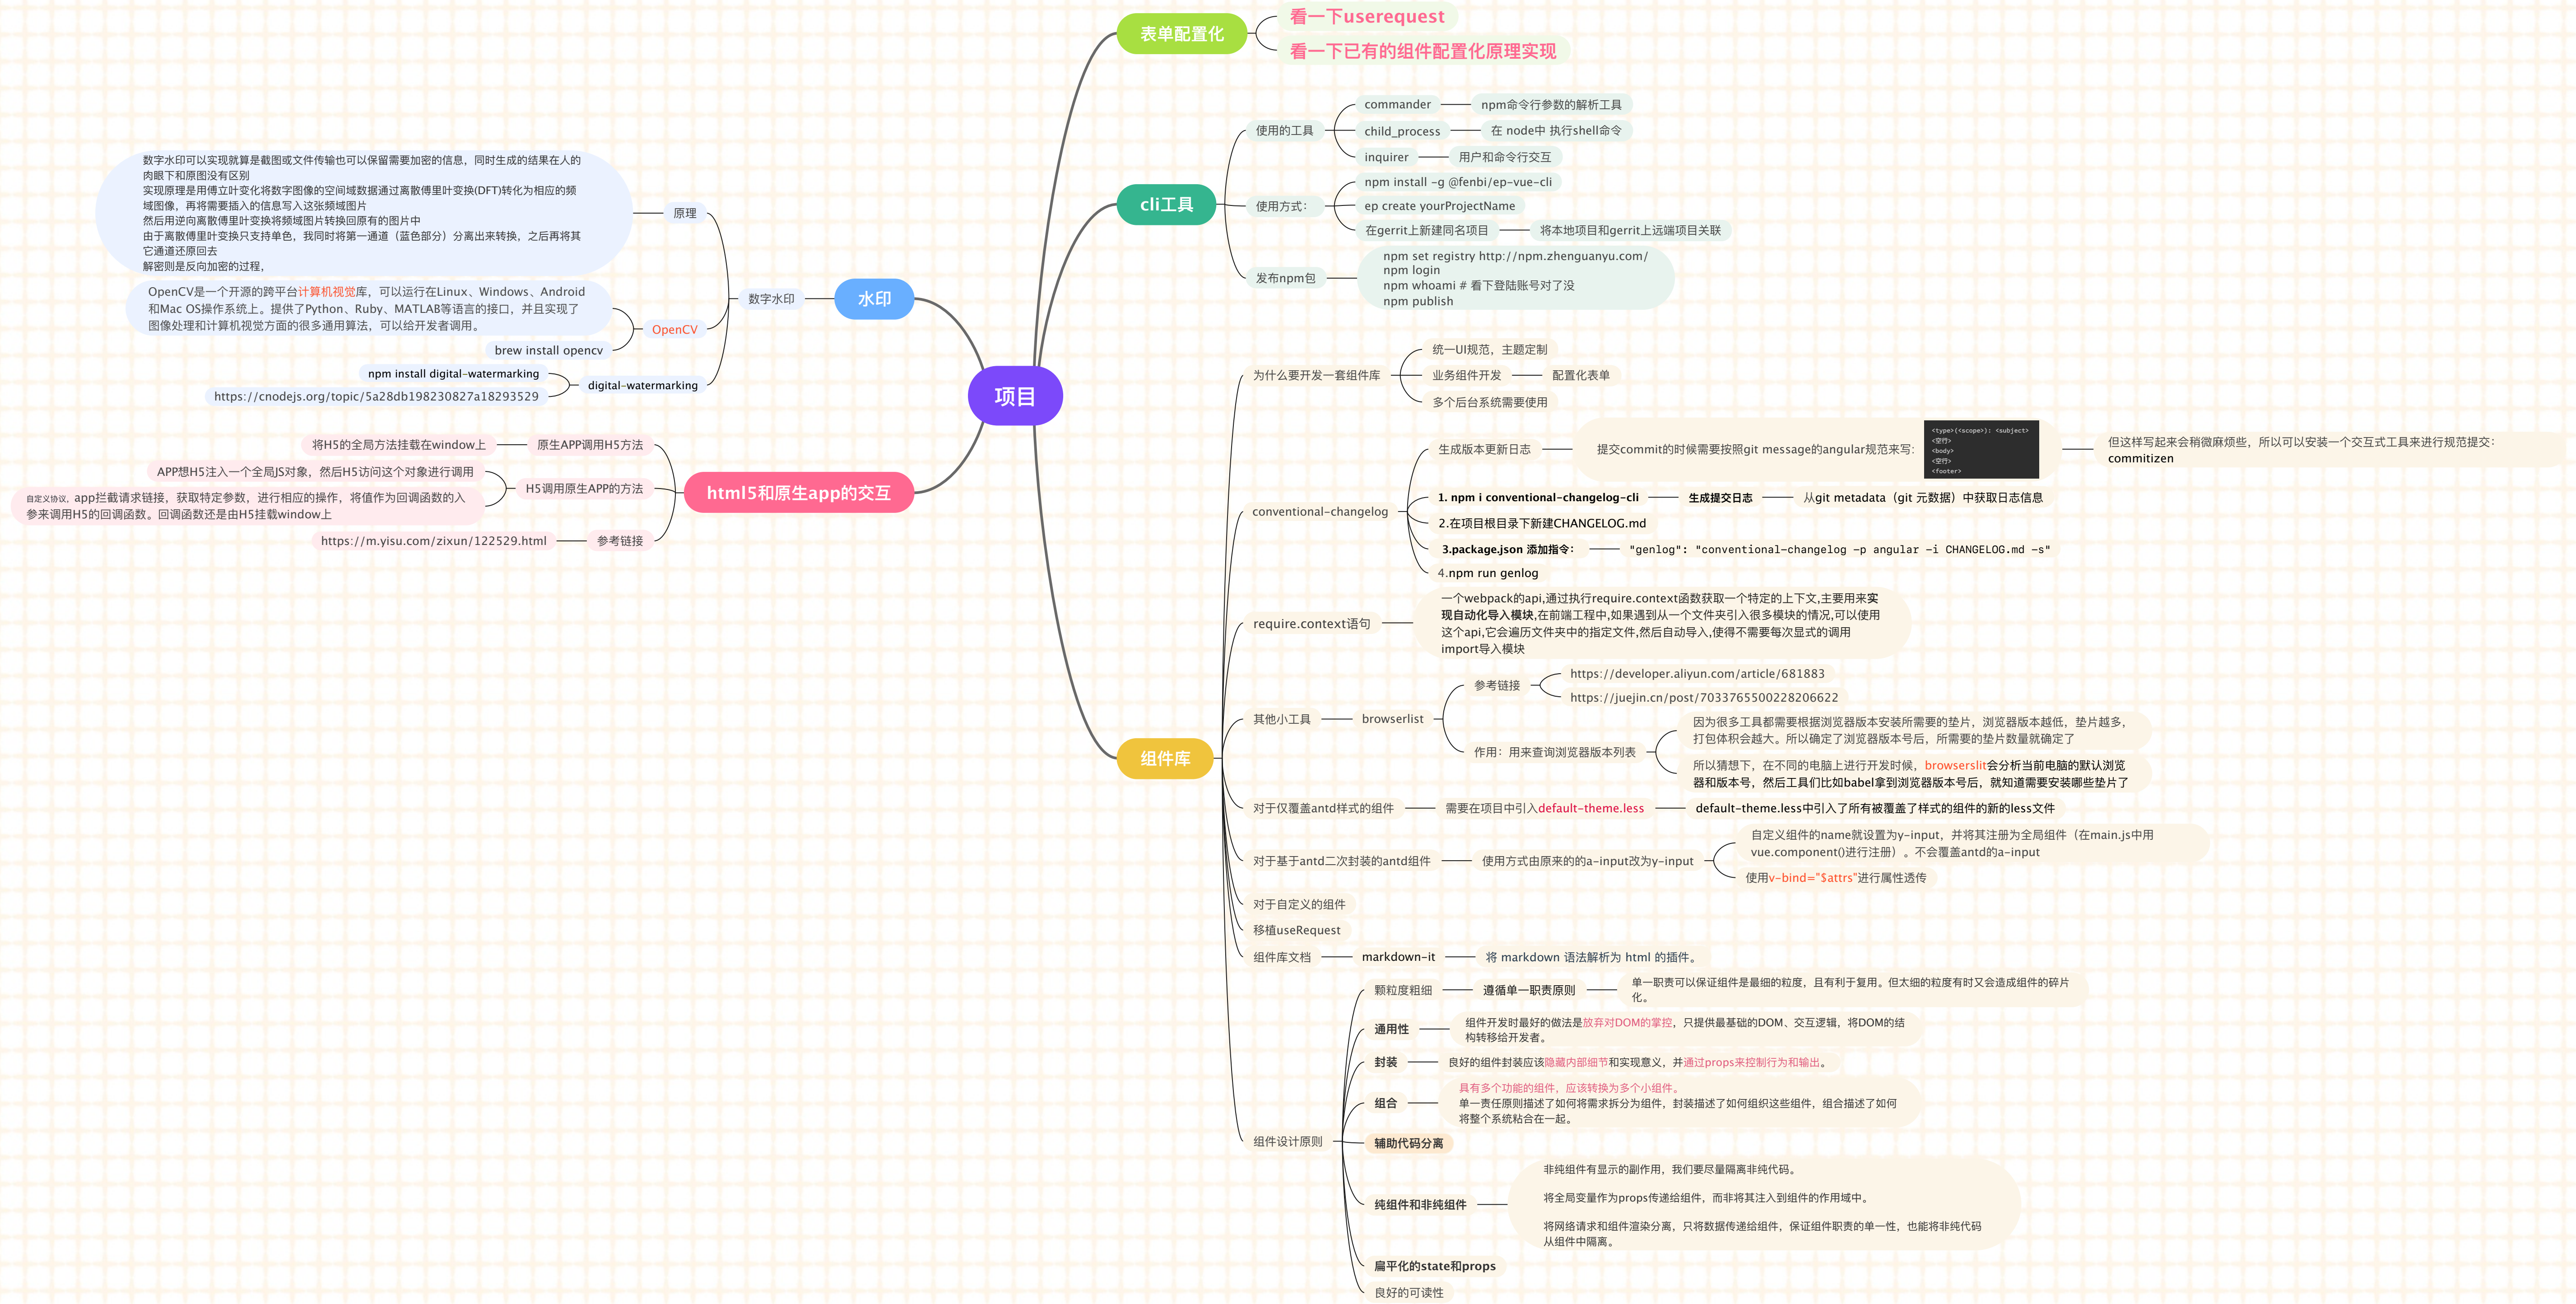 项目
表单配置化
看一下userequest
看一下已有的组件配置化原理实现
cli工具
使用的工具
commander
npm命令行参数的解析工具
child_process
在 node中 执行shell命令
inquirer
用户和命令行交互
使用方式：
npm install -g @fenbi/ep-vue-cli
ep create yourProjectName
在gerrit上新建同名项目
将本地项目和gerrit上远端项目关联
发布npm包
npm set registry http://npm.zhenguanyu.com/
npm login
npm whoami # 看下登陆账号对了没
npm publish
组件库
为什么要开发一套组件库
统一UI规范，主题定制
业务组件开发
配置化表单
多个后台系统需要使用
conventional-changelog
生成版本更新日志
提交commit的时候需要按照git message的angular规范来写：
<type>(<scope>): <subject>
<空行>
<body>
<空行>
<footer>
但这样写起来会稍微麻烦些，所以可以安装一个交互式工具来进行规范提交：
commitizen
1. npm i conventional-changelog-cli
生成提交日志
从git metadata（git 元数据）中获取日志信息
2.在项目根目录下新建CHANGELOG.md
3.package.json 添加指令：
"genlog": "conventional-changelog -p angular -i CHANGELOG.md -s"
4.npm run genlog
require.context语句
一个webpack的api,通过执行require.context函数获取一个特定的上下文,主要用来实
现自动化导入模块,在前端工程中,如果遇到从一个文件夹引入很多模块的情况,可以使用
这个api,它会遍历文件夹中的指定文件,然后自动导入,使得不需要每次显式的调用
import导入模块
其他小工具
browserlist
参考链接
https://developer.aliyun.com/article/681883
https://juejin.cn/post/7033765500228206622
作用：用来查询浏览器版本列表
因为很多工具都需要根据浏览器版本安装所需要的垫片，浏览器版本越低，垫片越多，
打包体积会越大。所以确定了浏览器版本号后，所需要的垫片数量就确定了
所以猜想下，在不同的电脑上进行开发时候，browserslit会分析当前电脑的默认浏览
器和版本号，然后工具们比如babel拿到浏览器版本号后，就知道需要安装哪些垫片了
对于仅覆盖antd样式的组件
需要在项目中引入default-theme.less
default-theme.less中引入了所有被覆盖了样式的组件的新的less文件
对于基于antd二次封装的antd组件
使用方式由原来的的a-input改为y-input
自定义组件的name就设置为y-input，并将其注册为全局组件（在main.js中用
vue.component()进行注册）。不会覆盖antd的a-input
使用v-bind="$attrs"进行属性透传
对于自定义的组件
移植useRequest
组件库文档
markdown-it
将 markdown 语法解析为 html 的插件。
组件设计原则
颗粒度粗细
遵循单一职责原则
单一职责可以保证组件是最细的粒度，且有利于复用。但太细的粒度有时又会造成组件的碎片
化。
通用性
组件开发时最好的做法是放弃对DOM的掌控，只提供最基础的DOM、交互逻辑，将DOM的结
构转移给开发者。
封装
良好的组件封装应该隐藏内部细节和实现意义，并通过props来控制行为和输出。
组合
具有多个功能的组件，应该转换为多个小组件。
单一责任原则描述了如何将需求拆分为组件，封装描述了如何组织这些组件，组合描述了如何
将整个系统粘合在一起。
辅助代码分离
纯组件和非纯组件
非纯组件有显示的副作用，我们要尽量隔离非纯代码。
将全局变量作为props传递给组件，而非将其注入到组件的作用域中。
将网络请求和组件渲染分离，只将数据传递给组件，保证组件职责的单一性，也能将非纯代码
从组件中隔离。
扁平化的state和props
良好的可读性
水印
数字水印
原理
数字水印可以实现就算是截图或文件传输也可以保留需要加密的信息，同时生成的结果在人的
肉眼下和原图没有区别
实现原理是用傅立叶变化将数字图像的空间域数据通过离散傅里叶变换(DFT)转化为相应的频
域图像，再将需要插入的信息写入这张频域图片
然后用逆向离散傅里叶变换将频域图片转换回原有的图片中
由于离散傅里叶变换只支持单色，我同时将第一通道（蓝色部分）分离出来转换，之后再将其
它通道还原回去
解密则是反向加密的过程，
OpenCV
OpenCV是一个开源的跨平台计算机视觉库，可以运行在Linux、Windows、Android
和Mac OS操作系统上。提供了Python、Ruby、MATLAB等语言的接口，并且实现了
图像处理和计算机视觉方面的很多通用算法，可以给开发者调用。
brew install opencv
digital-watermarking
npm install digital-watermarking
https://cnodejs.org/topic/5a28db198230827a18293529
html5和原生app的交互
原生APP调用H5方法
将H5的全局方法挂载在window上
H5调用原生APP的方法
APP想H5注入一个全局JS对象，然后H5访问这个对象进行调用
自定义协议，app拦截请求链接，获取特定参数，进行相应的操作，将值作为回调函数的入
参来调用H5的回调函数。回调函数还是由H5挂载window上
参考链接
https://m.yisu.com/zixun/122529.html